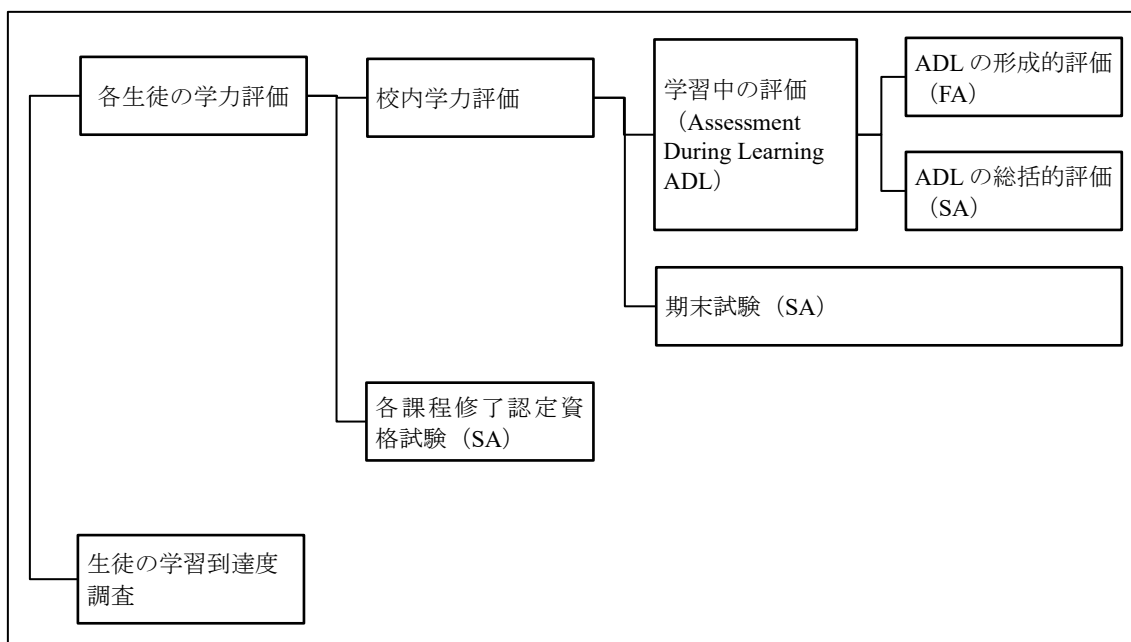 各生徒の学力評価
校内学力評価
学習中の評価
（Assessment
During Learning
ADL）
ADL の形成的評価
（FA）
ADL の総括的評価
（SA）
期末試験（SA）
各課程修了認定資
格試験（SA）
生徒の学習到達度
調査